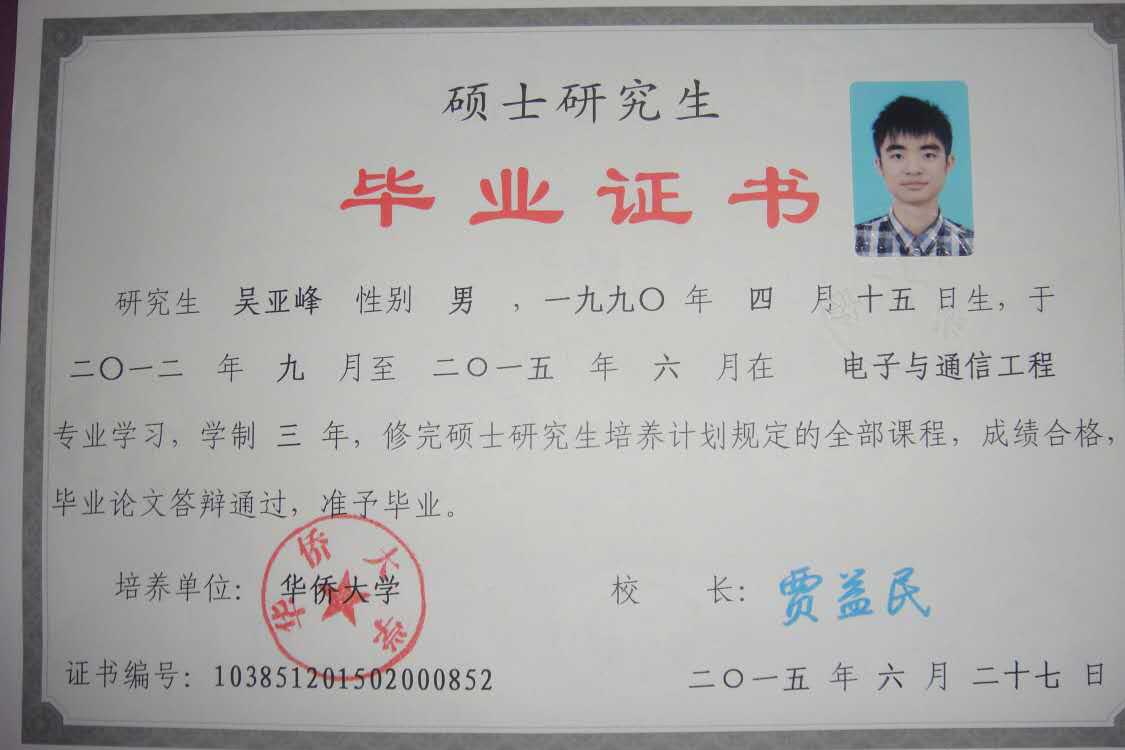 硕士研究生
毕业证书
研究生 吴亚峰 性别 男 ，一九九〇 年 四 月 十五 日生，于
二〇一二 年 九 月至 二〇一五 年 六 月在 电子与通信工程
专业学习，学制 三 年，修完硕士研究生培养计划规定的全部课程，成绩合格，
毕业论文答辩通过，准予毕业。
华侨大学
培养单位： 华侨大学 校 长：贾益民
证书编号：103851201502000852 二〇一五 年 六 月 二十七 日